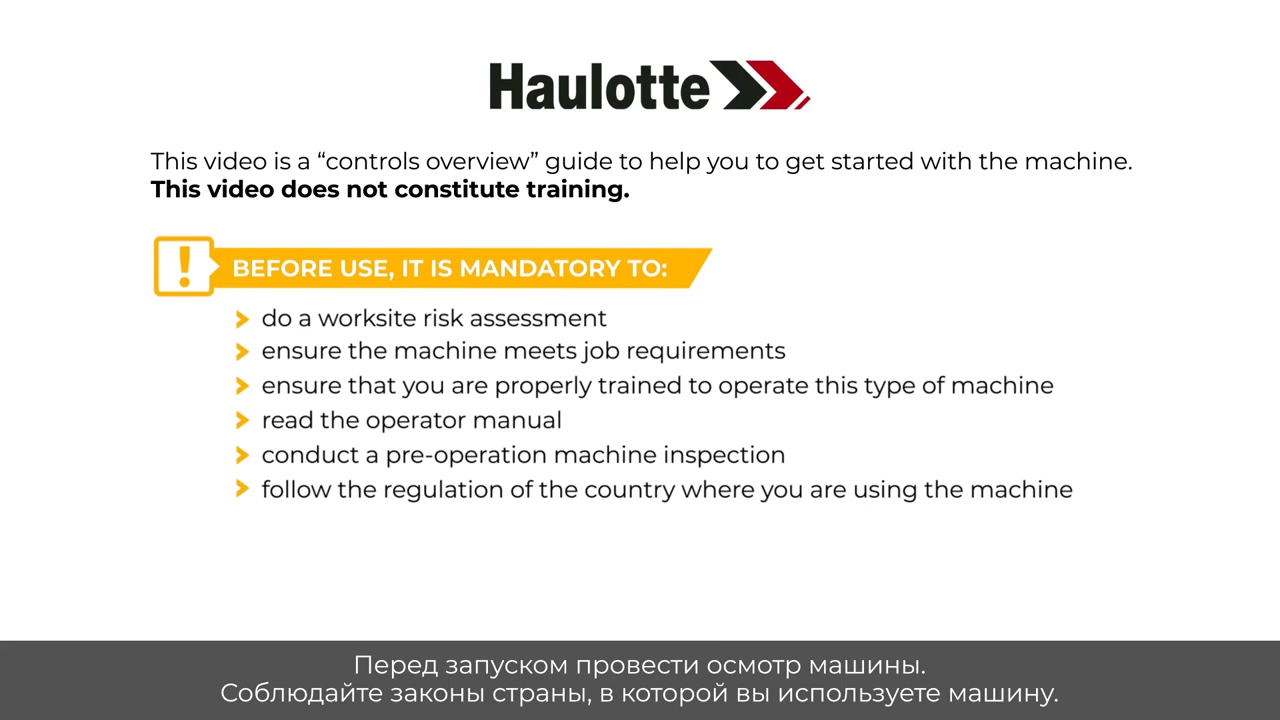 Haulotte
This video is a “controls overview” guide to help you to get started with the machine.
This video does not constitute training.
! BEFORE USE, IT IS MANDATORY TO:
do a worksite risk assessment
ensure the machine meets job requirements
ensure that you are properly trained to operate this type of machine
read the operator manual
conduct a pre-operation machine inspection
follow the regulation of the country where you are using the machine
Перед запуском провести осмотр машины.
Соблюдайте законы страны, в которой вы используете машину.